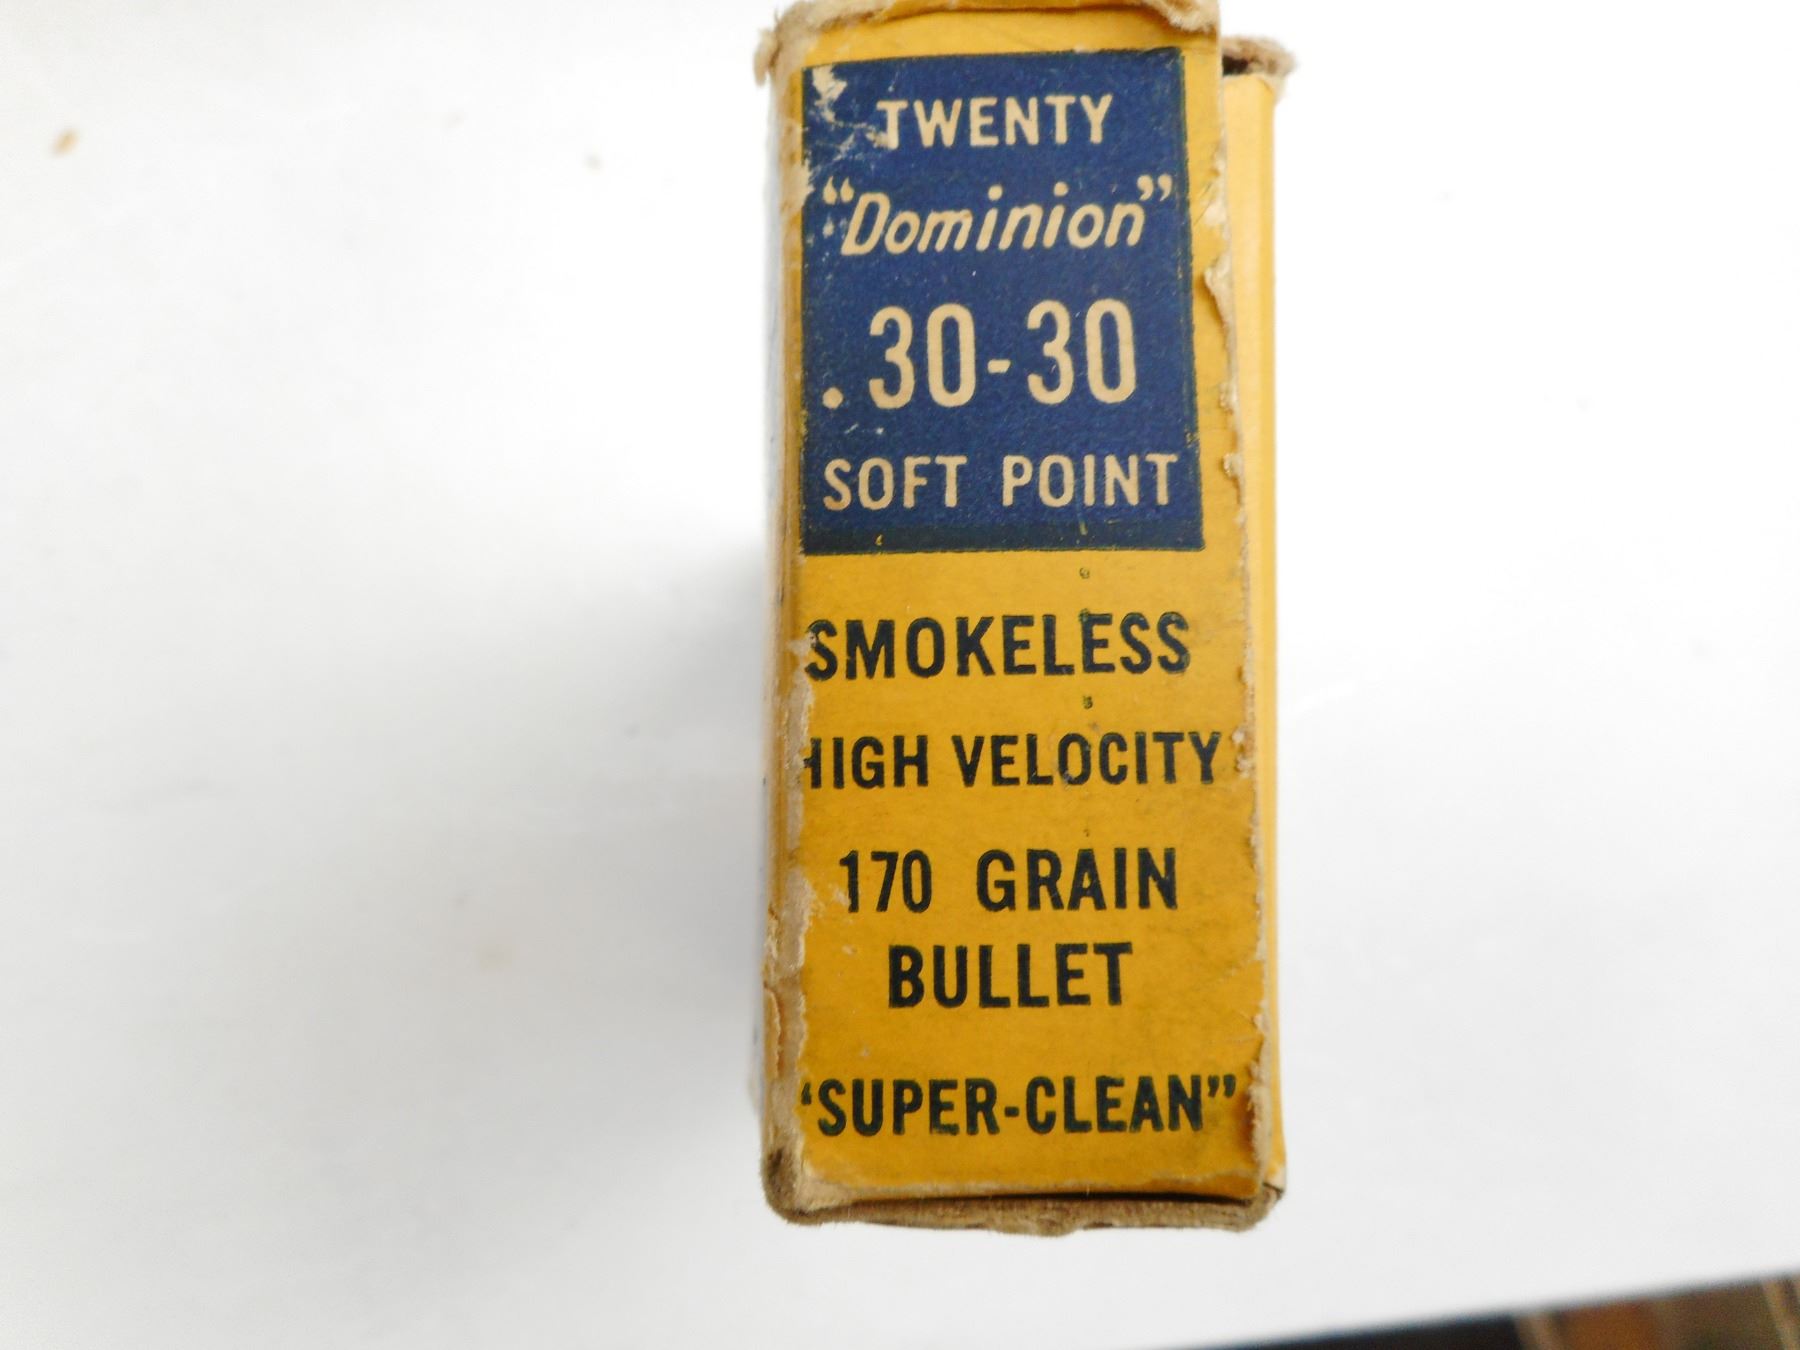 TWENTY
"Dominion"
.30-30
SOFT POINT
SMOKELESS
HIGH VELOCITY
170 GRAIN
BULLET
"SUPER-CLEAN"